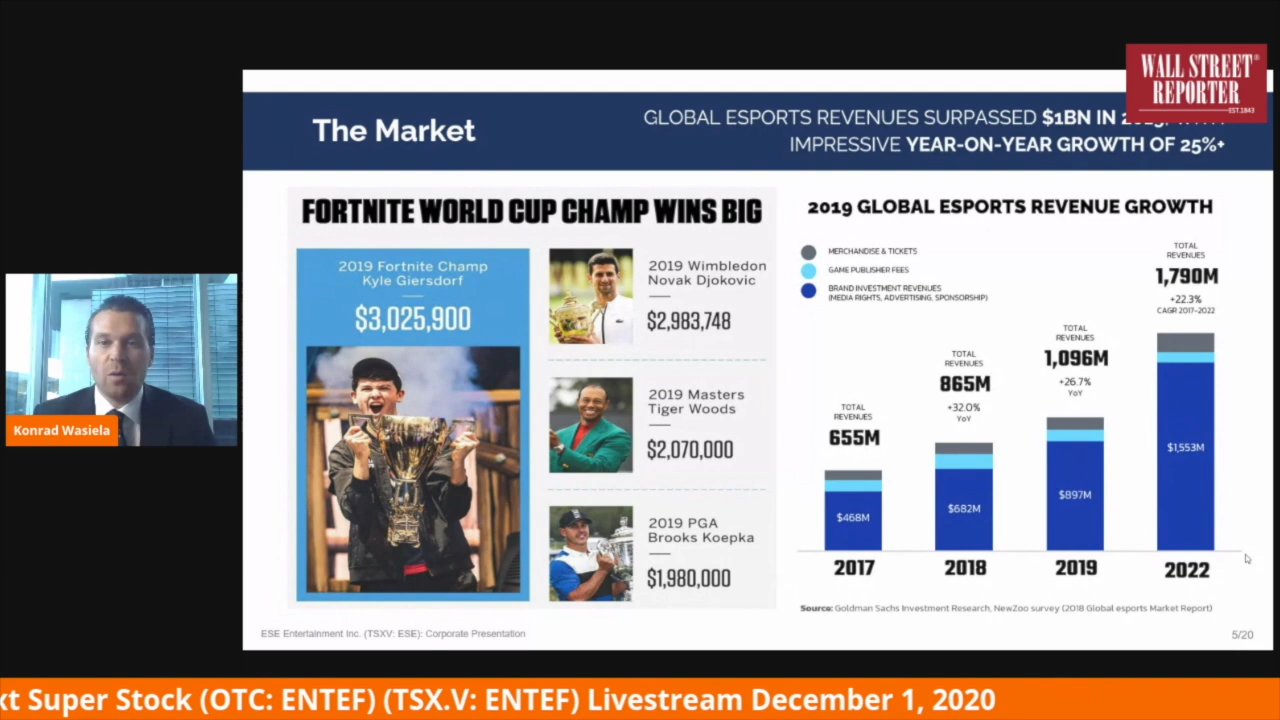 WALL STREET
REPORTER
EST.1843
The Market
GLOBAL ESPORTS REVENUES SURPASSED $1BN IN
IMPRESSIVE YEAR-ON-YEAR GROWTH OF 25%+
FORTNITE WORLD CUP CHAMP WINS BIG
2019 Fortnite Champ
Kyle Giersdorf
$3,025,900
2019 Wimbledon
Novak Djokovic
$2,983,748
2019 Masters
Tiger Woods
$2,070,000
2019 PGA
Brooks Koepka
$1,980,000
2019 GLOBAL ESPORTS REVENUE GROWTH
MERCHANDISE & TICKETS
GAME PUBLISHER FEES
BRAND INVESTMENT REVENUES
(MEDIA RIGHTS, ADVERTISING, SPONSORSHIP)
TOTAL
REVENUES
655M
$468M
2017
TOTAL
REVENUES
865M
+32.0%
YoY
$682M
2018
TOTAL
REVENUES
1,096M
+26.7%
YoY
$897M
2019
TOTAL
REVENUES
1,790M
+22.3%
CAGR 2017-2022
$1,553M
2022
Source: Goldman Sachs Investment Research, NewZoo survey (2018 Global esports Market Report)
ESE Entertainment Inc. (TSXV: ESE): Corporate Presentation
5/20
Konrad Wasiela
xt Super Stock (OTC: ENTEF) (TSX.V: ENTEF) Livestream December 1, 2020